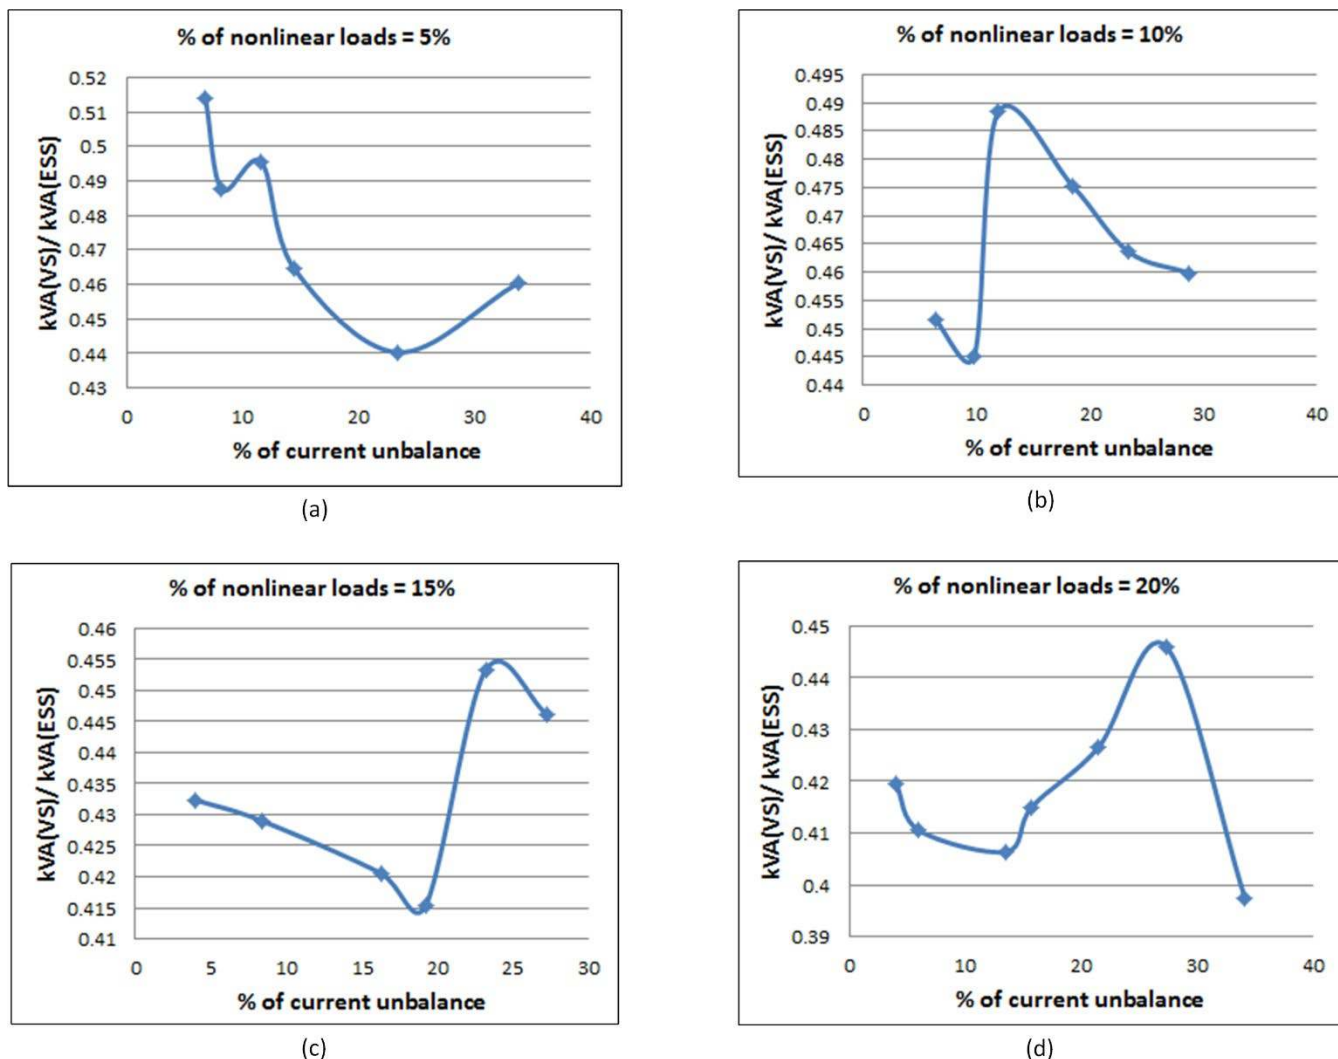 % of nonlinear loads = 5%
kVA(VS)/ kVA(ESS)
0.52
0.51
0.5
0.49
0.48
0.47
0.46
0.45
0.44
0.43
0 10 20 30 40
% of current unbalance
(a)
% of nonlinear loads = 10%
kVA(VS)/ kVA(ESS)
0.495
0.49
0.485
0.48
0.475
0.47
0.465
0.46
0.455
0.45
0.445
0.44
0 10 20 30 40
% of current unbalance
(b)
% of nonlinear loads = 15%
kVA(VS)/ kVA(ESS)
0.46
0.455
0.45
0.445
0.44
0.435
0.43
0.425
0.42
0.415
0.41
0 5 10 15 20 25 30
% of current unbalance
(c)
% of nonlinear loads = 20%
kVA(VS)/ kVA(ESS)
0.45
0.44
0.43
0.42
0.41
0.4
0.39
0 10 20 30 40
% of current unbalance
(d)